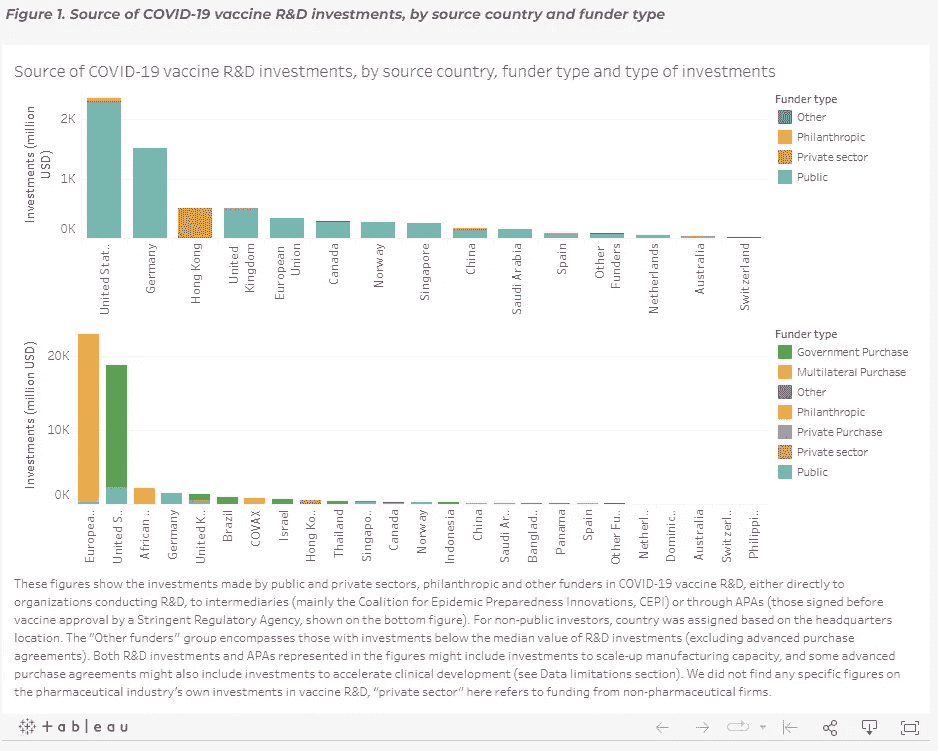 Figure 1. Source of COVID-19 vaccine R&D investments, by source country and funder type
Source of COVID-19 vaccine R&D investments, by source country, funder type and type of investments
Investments (million
USD)
2K
1K
0K
United Stat..
Germany
Hong Kong
United
Kingdom
European
Union
Canada
Norway
Singapore
China
Saudi Arabia
Spain
Other
Funders
Netherlands
Australia
Switzerland
Funder type
Other
Philanthropic
Private sector
Public
Investments (million USD)
20K
10K
0K
Europea..
United S..
African ..
Germany
United K..
Brazil
COVAX
Israel
Hong Ko..
Thailand
Singapo..
Canada
Norway
Indonesia
China
Saudi Ar..
Banglad..
Panama
Spain
Other Fu..
Netherl..
Dominic..
Australia
Switzerl..
Philippi..
Funder type
Government Purchase
Multilateral Purchase
Other
Philanthropic
Private Purchase
Private sector
Public
These figures show the investments made by public and private sectors, philanthropic and other funders in COVID-19 vaccine R&D, either directly to
organizations conducting R&D, to intermediaries (mainly the Coalition for Epidemic Preparedness Innovations, CEPI) or through APAs (those signed before
vaccine approval by a Stringent Regulatory Agency, shown on the bottom figure). For non-public investors, country was assigned based on the headquarters
location. The “Other funders” group encompasses those with investments below the median value of R&D investments (excluding advanced purchase
agreements). Both R&D investments and APAs represented in the figures might include investments to scale-up manufacturing capacity, and some advanced
purchase agreements might also include investments to accelerate clinical development (see Data limitations section). We did not find any specific figures on
the pharmaceutical industry’s own investments in vaccine R&D, “private sector” here refers to funding from non-pharmaceutical firms.
+ableau